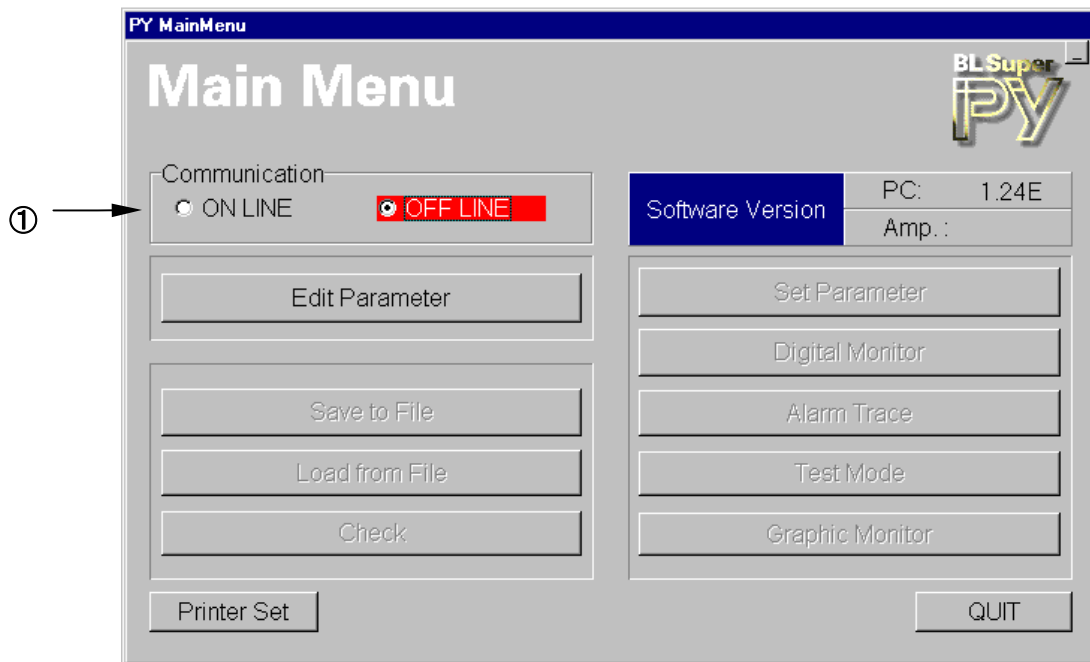 PY MainMenu
Main Menu
BL Super
PY
Communication
① ON LINE OFF LINE
Software Version
PC: 1.24E
Amp. :
Edit Parameter
Set Parameter
Digital Monitor
Save to File
Alarm Trace
Load from File
Test Mode
Check
Graphic Monitor
Printer Set
QUIT